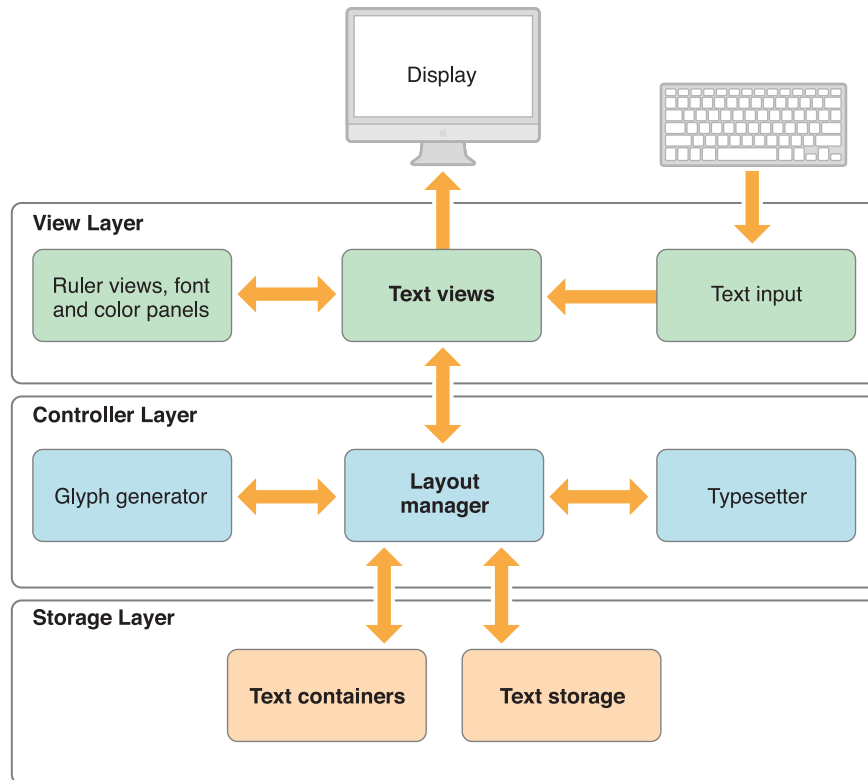 Display
View Layer
Ruler views, font
and color panels
Text views
Text input
Controller Layer
Glyph generator
Layout
manager
Typesetter
Storage Layer
Text containers
Text storage